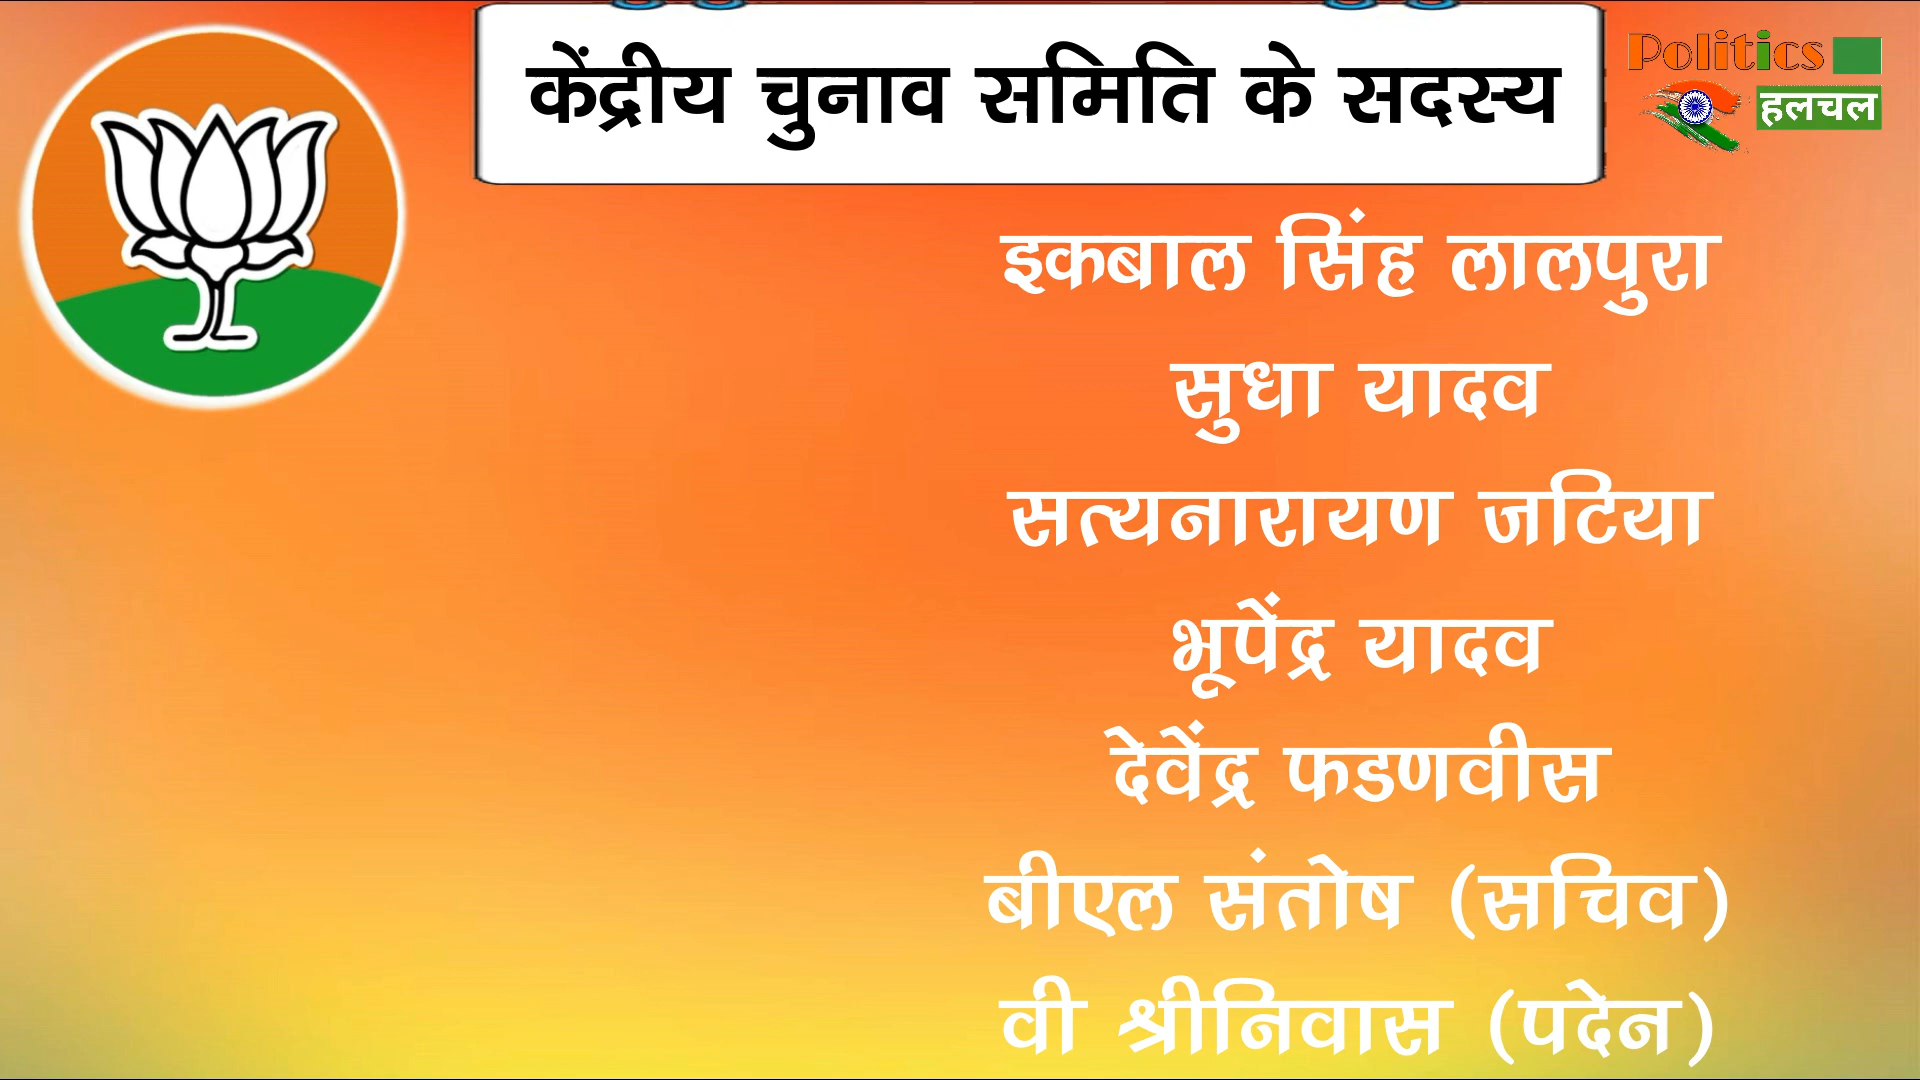 केंद्रीय चुनाव समिति के सदस्य
Politics
हलचल
इकबाल सिंह लालपुरा
सुधा यादव
सत्यनारायण जटिया
भूपेंद्र यादव
देवेंद्र फडणवीस
बीएल संतोष (सचिव)
वी श्रीनिवास (पदेन)